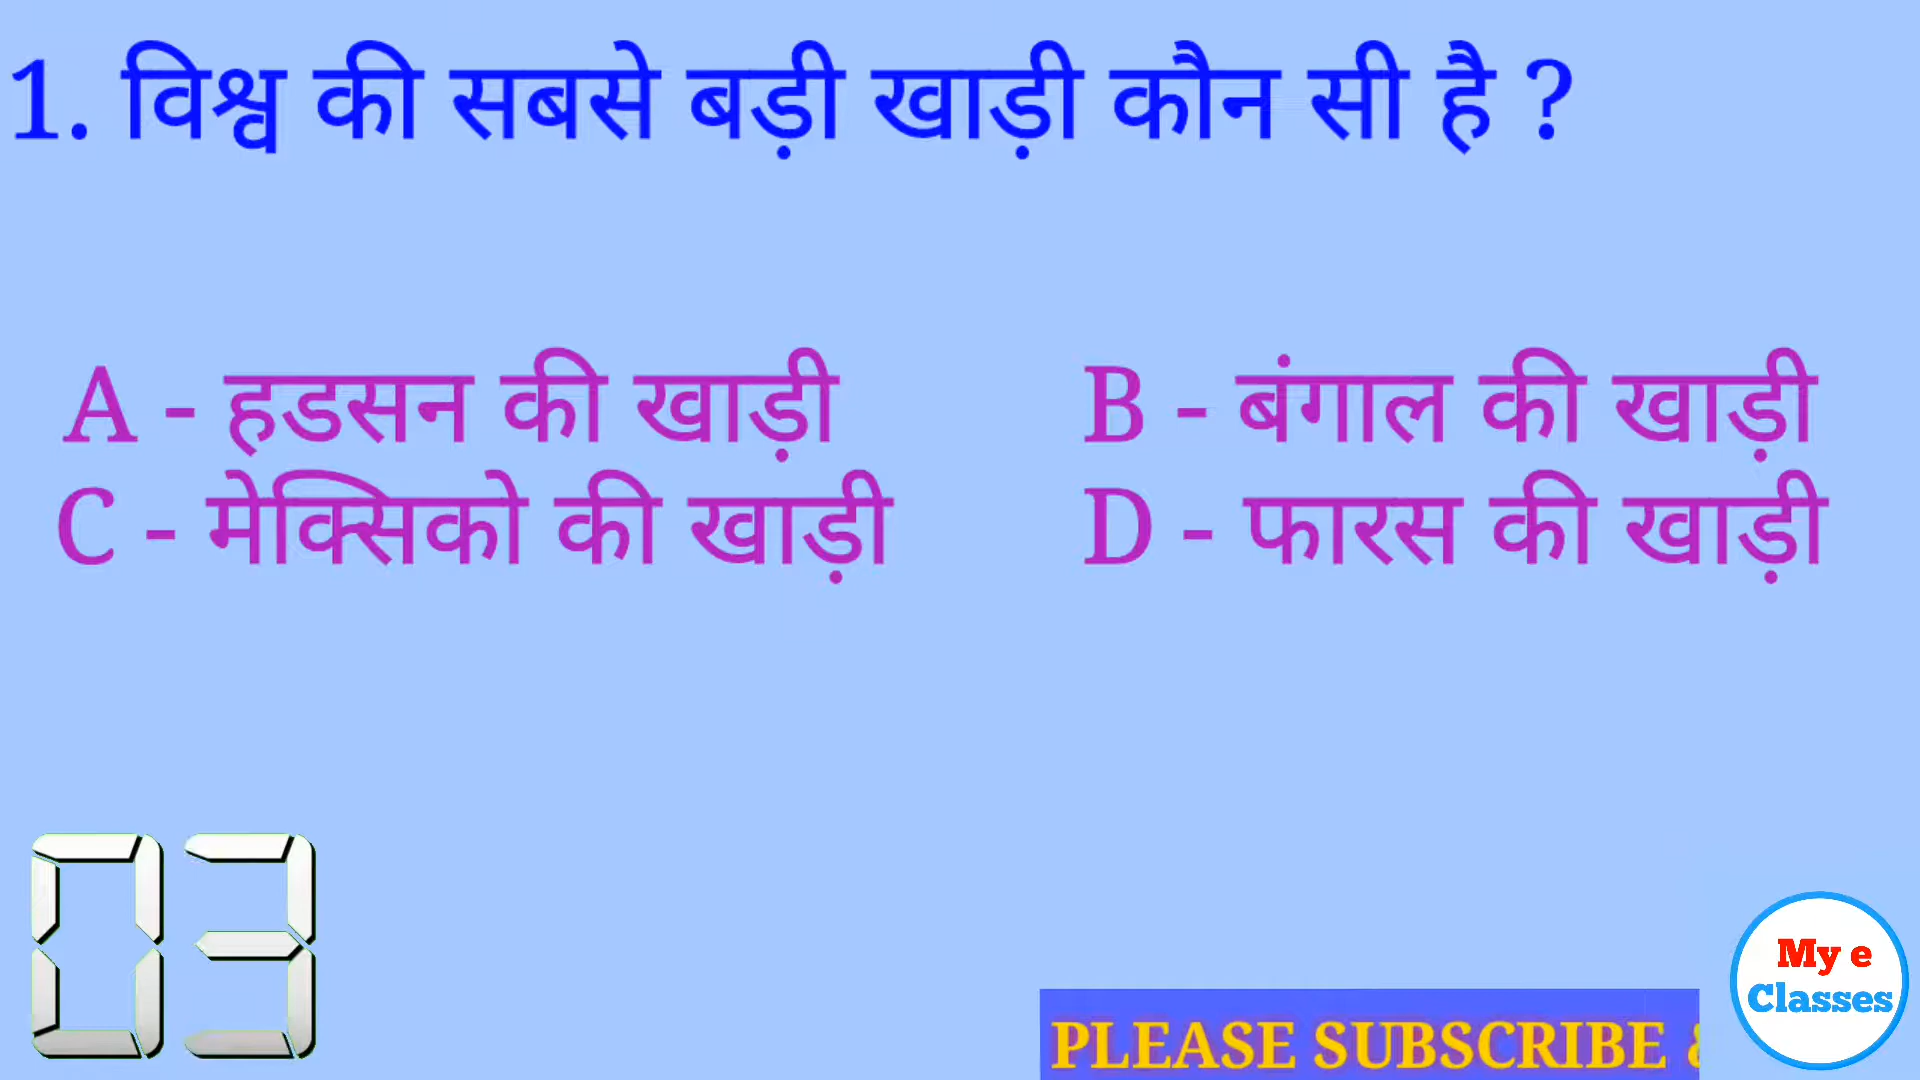 1. विश्व की सबसे बड़ी खाड़ी कौन सी है ?
A - हडसन की खाड़ी B - बंगाल की खाड़ी
C - मेक्सिको की खाड़ी D - फारस की खाड़ी
03
My e
Classes
PLEASE SUBSCRIBE